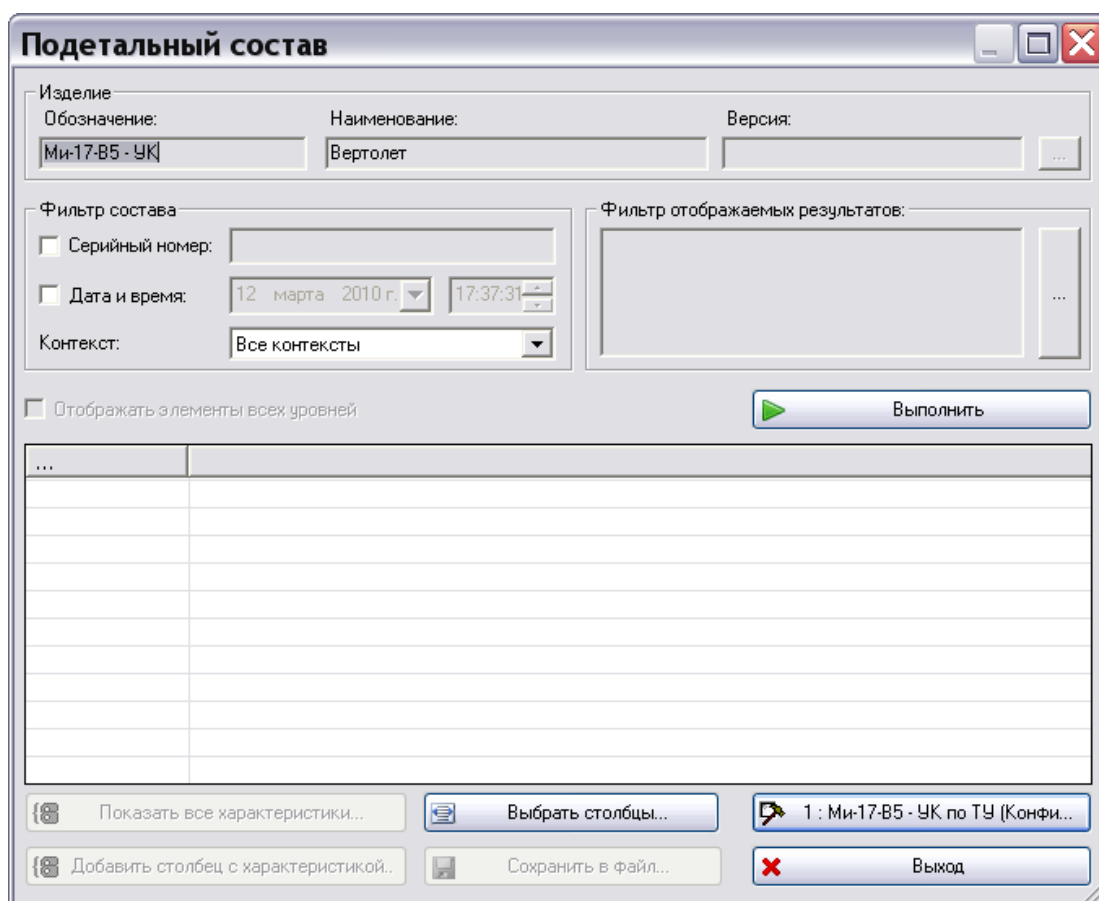 Подетальный состав
Изделие
Обозначение: Наименование: Версия:
Ми-17-В5 - УК Вертолет ...
Фильтр состава Фильтр отображаемых результатов:
Серийный номер:
Дата и время: 12 марта 2010 г. 17:37:31 ...
Контекст: Все контексты
Отображать элементы всех уровней Выполнить
...
Показать все характеристики... Выбрать столбцы... 1 : Ми-17-В5 - УК по ТУ (Конфи...
Добавить столбец с характеристикой.. Сохранить в файл... Выход